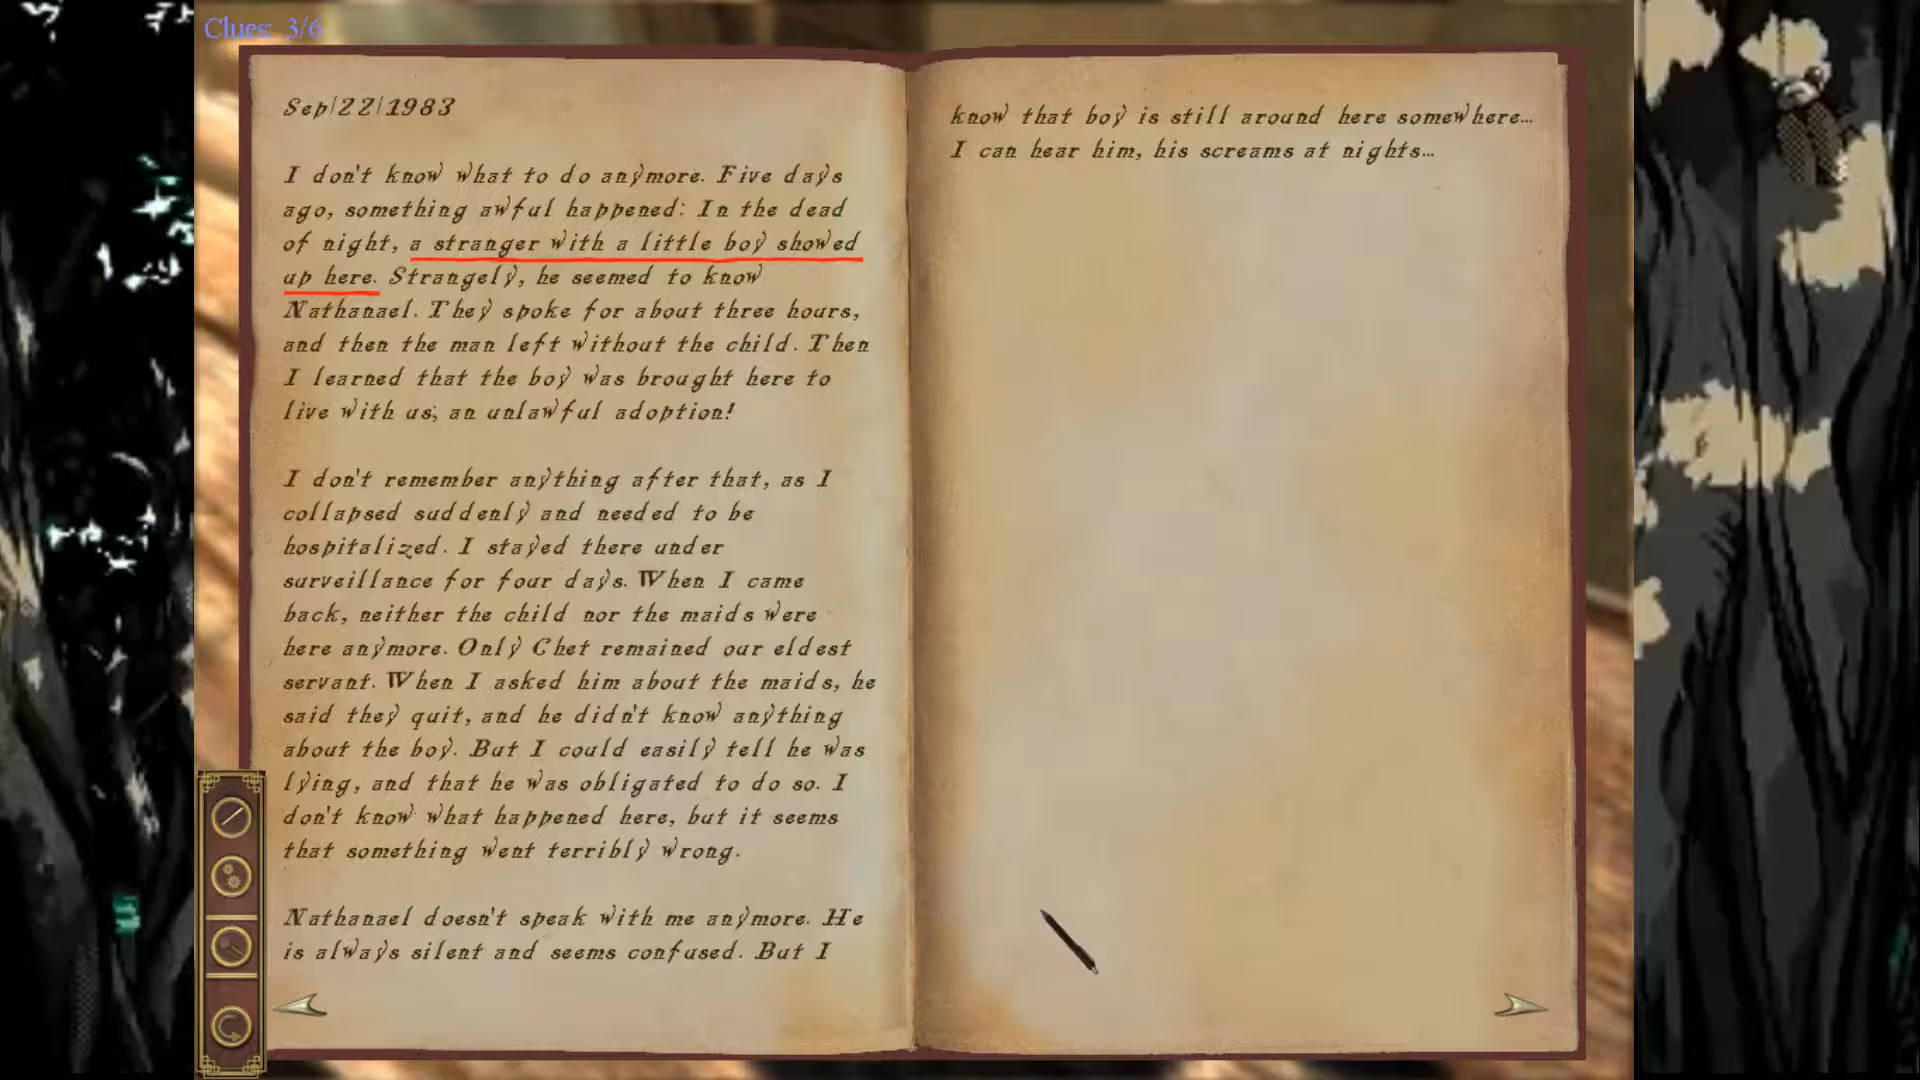 Clues: 3/6
Sep/22/1983
I don't know what to do anymore. Five days
ago, something awful happened: In the dead
of night, a stranger with a little boy showed
up here. Strangely, he seemed to know
Nathanael. They spoke for about three hours,
and then the man left without the child. Then
I learned that the boy was brought here to
live with us; an unlawful adoption!
I don't remember anything after that, as I
collapsed suddenly and needed to be
hospitalized. I stayed there under
surveillance for four days. When I came
back, neither the child nor the maids were
here anymore. Only Chet remained our eldest
servant. When I asked him about the maids, he
said they quit, and he didn't know anything
about the boy. But I could easily tell he was
lying, and that he was obligated to do so. I
don't know what happened here, but it seems
that something went terribly wrong.
Nathanael doesn't speak with me anymore. He
is always silent and seems confused. But I
know that boy is still around here somewhere...
I can hear him, his screams at nights...